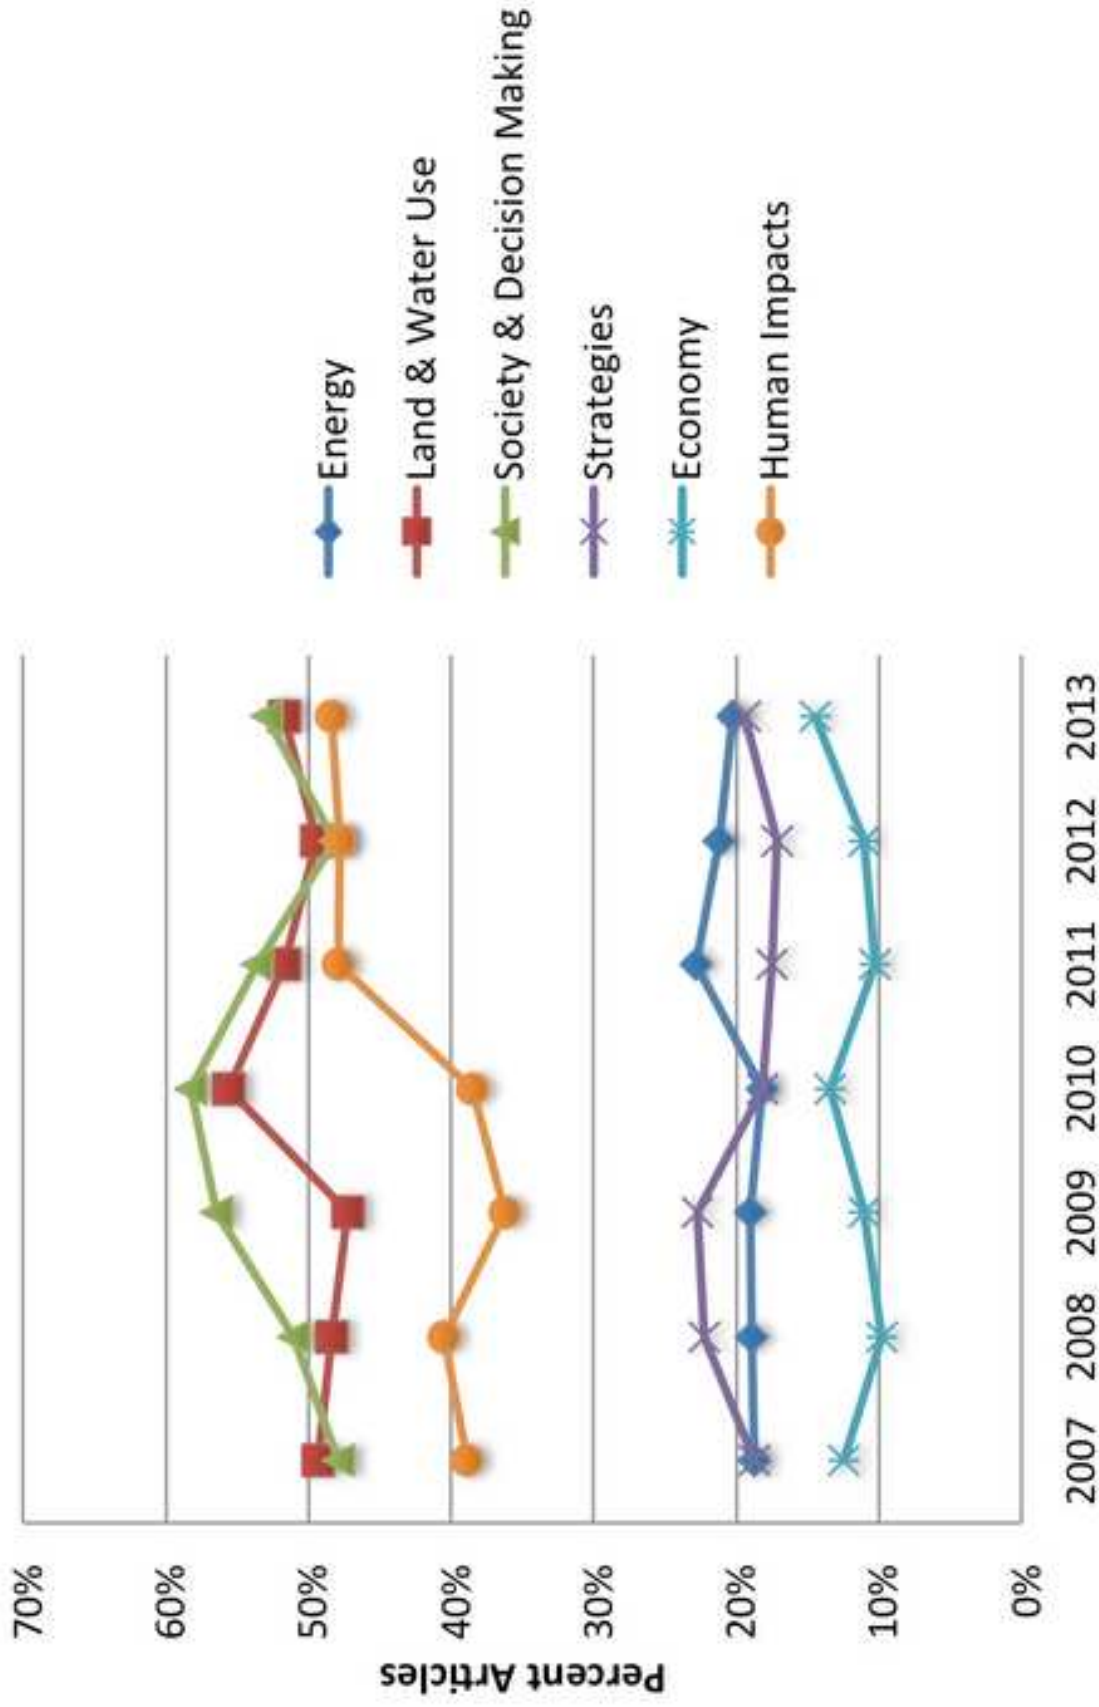 70%
60%
50%
40%
30%
20%
10%
0%
Percent Articles
2007 2008 2009 2010 2011 2012 2013
Energy
Land & Water Use
Society & Decision Making
Strategies
Economy
Human Impacts